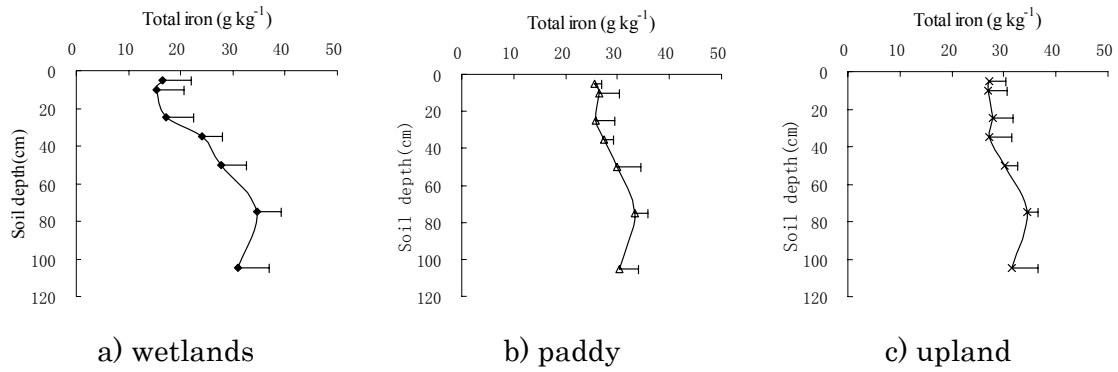 Total iron (g kg⁻¹)
0 10 20 30 40 50
0
20
40
60
80
100
120
Soil depth(cm)
a) wetlands
Total iron (g kg⁻¹)
0 10 20 30 40 50
0
20
40
60
80
100
120
Soil depth(cm)
b) paddy
Total iron (g kg⁻¹)
0 10 20 30 40 50
0
20
40
60
80
100
120
Soil depth(cm)
c) upland